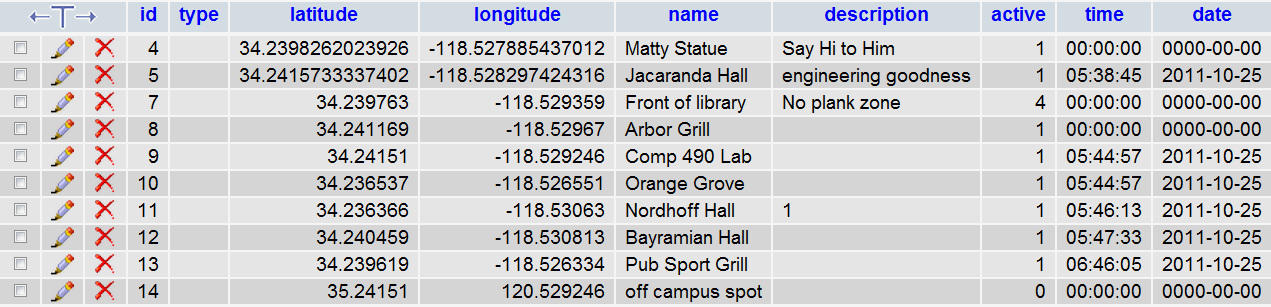 id type latitude longitude name description active time date
4 34.2398262023926 -118.527885437012 Matty Statue Say Hi to Him 1 00:00:00 0000-00-00
5 34.2415733337402 -118.528297424316 Jacaranda Hall engineering goodness 1 05:38:45 2011-10-25
7 34.239763 -118.529359 Front of library No plank zone 4 00:00:00 0000-00-00
8 34.241169 -118.52967 Arbor Grill 1 00:00:00 0000-00-00
9 34.24151 -118.529246 Comp 490 Lab 1 05:44:57 2011-10-25
10 34.236537 -118.526551 Orange Grove 1 05:44:57 2011-10-25
11 34.236366 -118.53063 Nordhoff Hall 1 1 05:46:13 2011-10-25
12 34.240459 -118.530813 Bayramian Hall 1 05:47:33 2011-10-25
13 34.239619 -118.526334 Pub Sport Grill 1 06:46:05 2011-10-25
14 35.24151 120.529246 off campus spot 0 00:00:00 0000-00-00